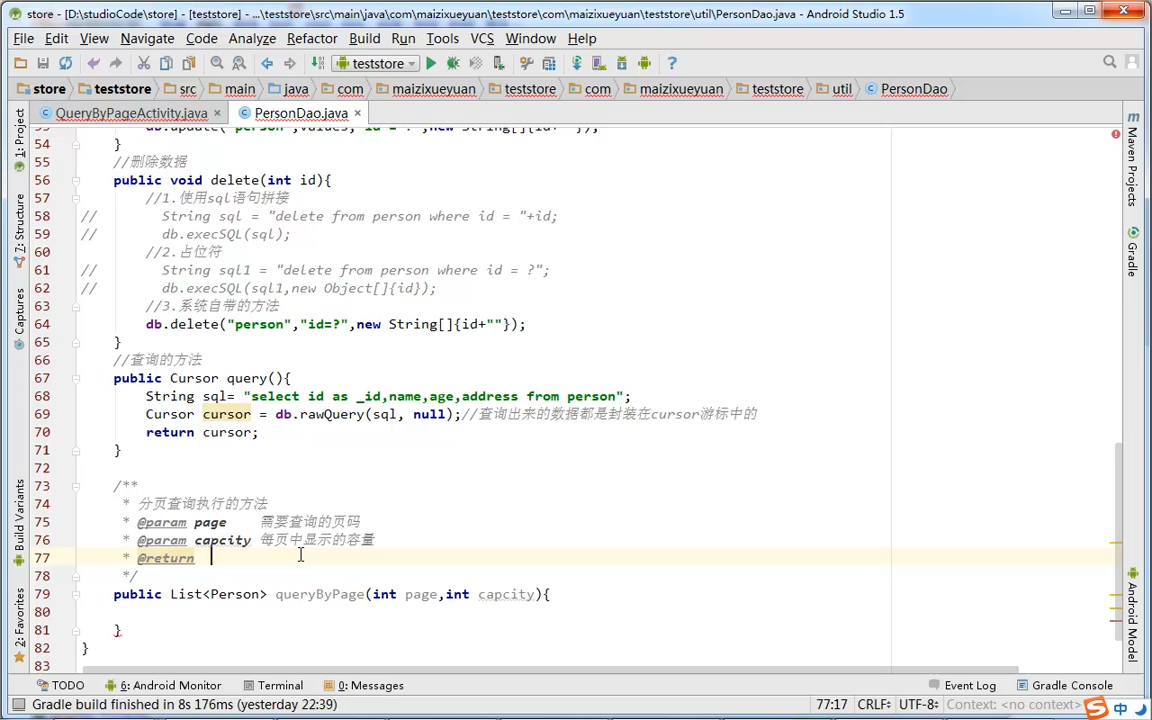 store - [D:\studioCode\store] - [teststore] - ...\teststore\src\main\java\com\maizixueyuan\teststore\com\maizixueyuan\teststore\util\PersonDao.java - Android Studio 1.5
File Edit View Navigate Code Analyze Refactor Build Run Tools VCS Window Help
teststore
store teststore src main java com maizixueyuan teststore com maizixueyuan teststore util PersonDao
QueryByPageActivity.java PersonDao.java
54 }
55 //删除数据
56 public void delete(int id){
57 //1.使用sql语句拼接
58 // String sql = "delete from person where id = "+id;
59 // db.execSQL(sql);
60 //2.占位符
61 // String sql1 = "delete from person where id = ?";
62 // db.execSQL(sql1,new Object[]{id});
63 //3.系统自带的方法
64 db.delete("person","id=?",new String[]{id+""});
65 }
66 //查询的方法
67 public Cursor query(){
68 String sql= "select id as _id,name,age,address from person";
69 Cursor cursor = db.rawQuery(sql, null);//查询出来的数据都是封装在cursor游标中的
70 return cursor;
71 }
72
73 /**
74 * 分页查询执行的方法
75 * @param page 需要查询的页码
76 * @param capcity 每页中显示的容量
77 * @return
78 */
79 public List<Person> queryByPage(int page,int capcity){
80
81 }
82 }
83
1: Project
7: Structure
Captures
Build Variants
2: Favorites
Maven Projects
Gradle
Android Model
TODO 6: Android Monitor Terminal 0: Messages Event Log Gradle Console
Gradle build finished in 8s 176ms (yesterday 22:39) 77:17 CRLF÷ UTF-8÷ Context: <no context> 中